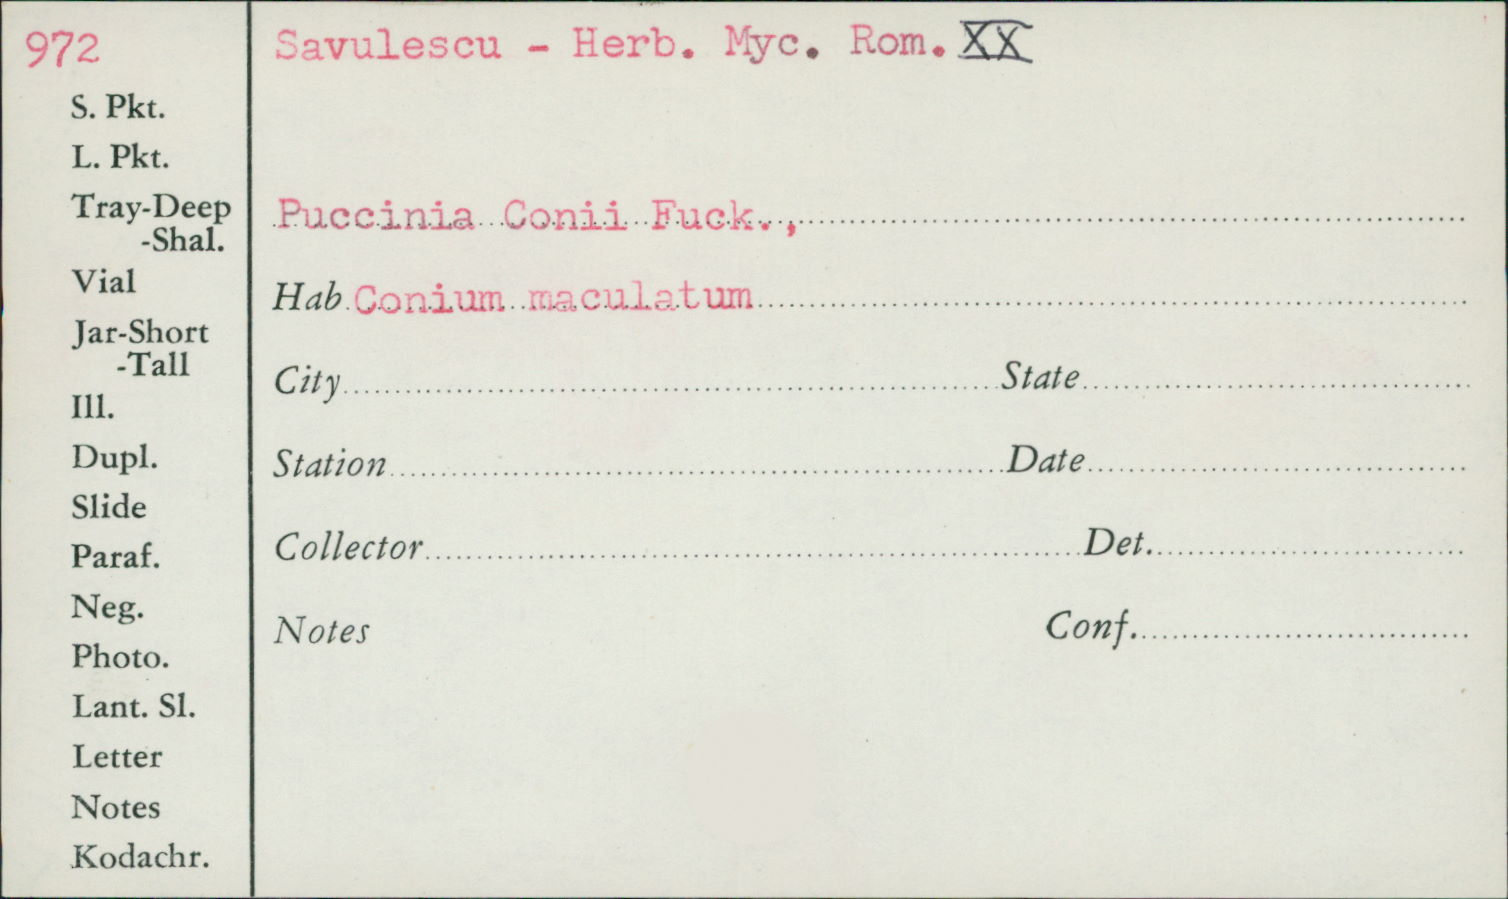 972
Savulescu - Herb. Myc. Rom. XX
S. Pkt.
L. Pkt.
Tray-Deep
-Shal.
Vial
Jar-Short
-Tall
Ill.
Dupl.
Slide
Paraf.
Neg.
Photo.
Lant. Sl.
Letter
Notes
Kodachr.
Puccinia Conii Fuck.,
Hab Conium maculatum
City State
Station Date
Collector Det.
Notes Conf.